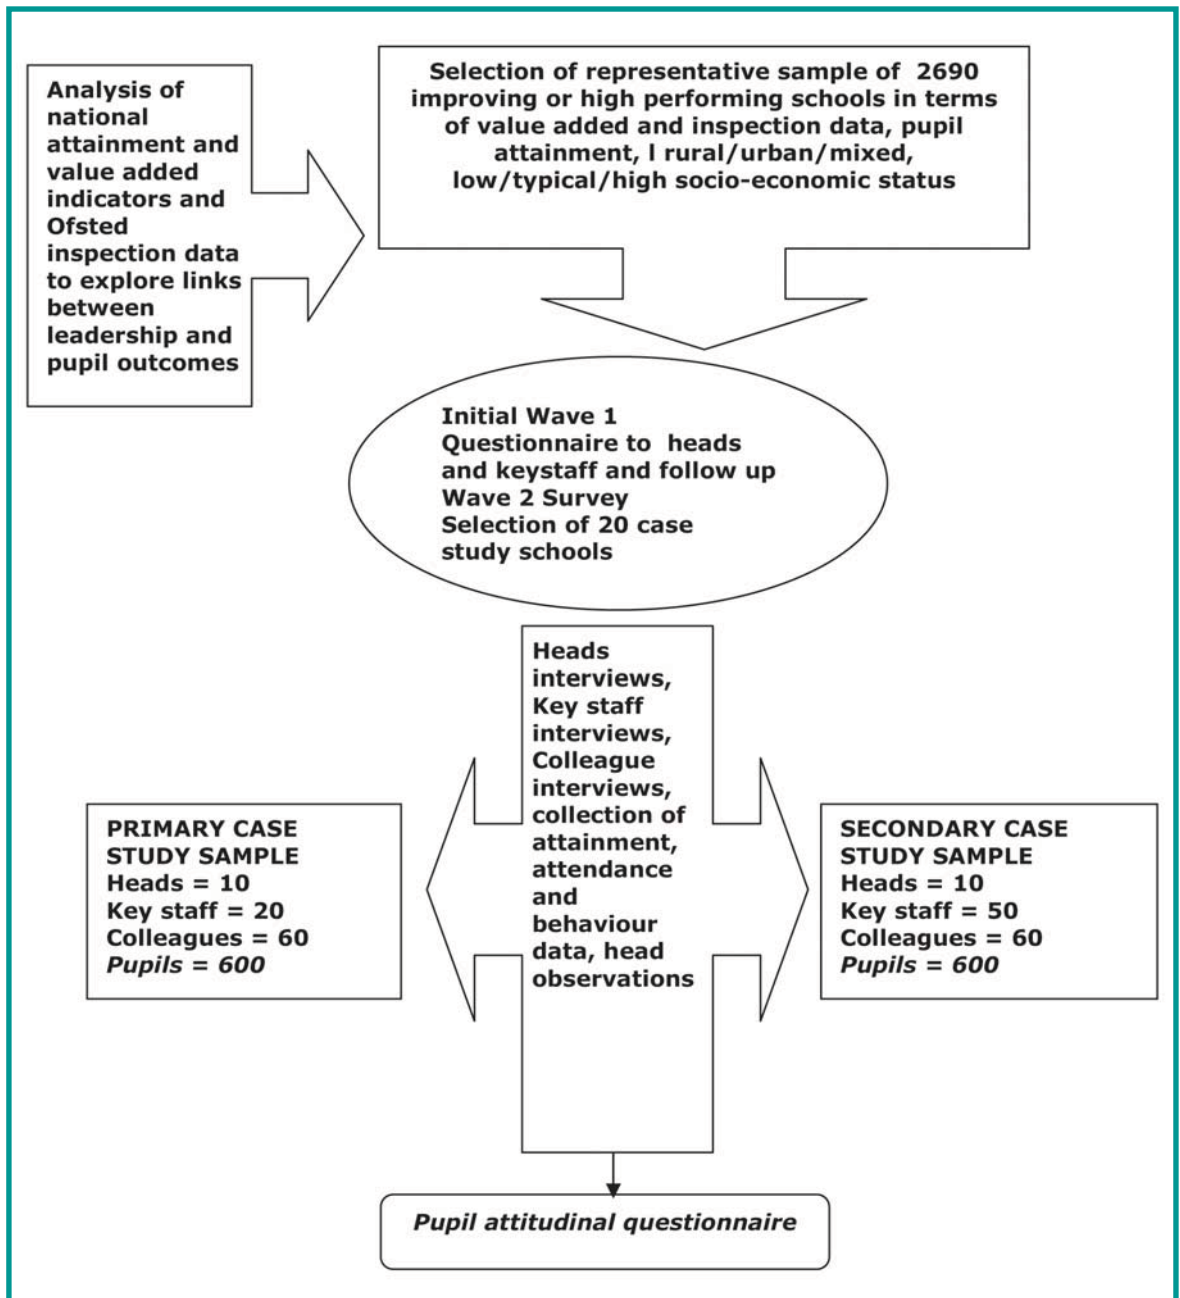 Analysis of
national
attainment and
value added
indicators and
Ofsted
inspection data
to explore links
between
leadership and
pupil outcomes
Selection of representative sample of 2690
improving or high performing schools in terms
of value added and inspection data, pupil
attainment, l rural/urban/mixed,
low/typical/high socio-economic status
Initial Wave 1
Questionnaire to heads
and keystaff and follow up
Wave 2 Survey
Selection of 20 case
study schools
Heads
interviews,
Key staff
interviews,
Colleague
interviews,
collection of
attainment,
attendance
and
behaviour
data, head
observations
PRIMARY CASE
STUDY SAMPLE
Heads = 10
Key staff = 20
Colleagues = 60
Pupils = 600
SECONDARY CASE
STUDY SAMPLE
Heads = 10
Key staff = 50
Colleagues = 60
Pupils = 600
Pupil attitudinal questionnaire